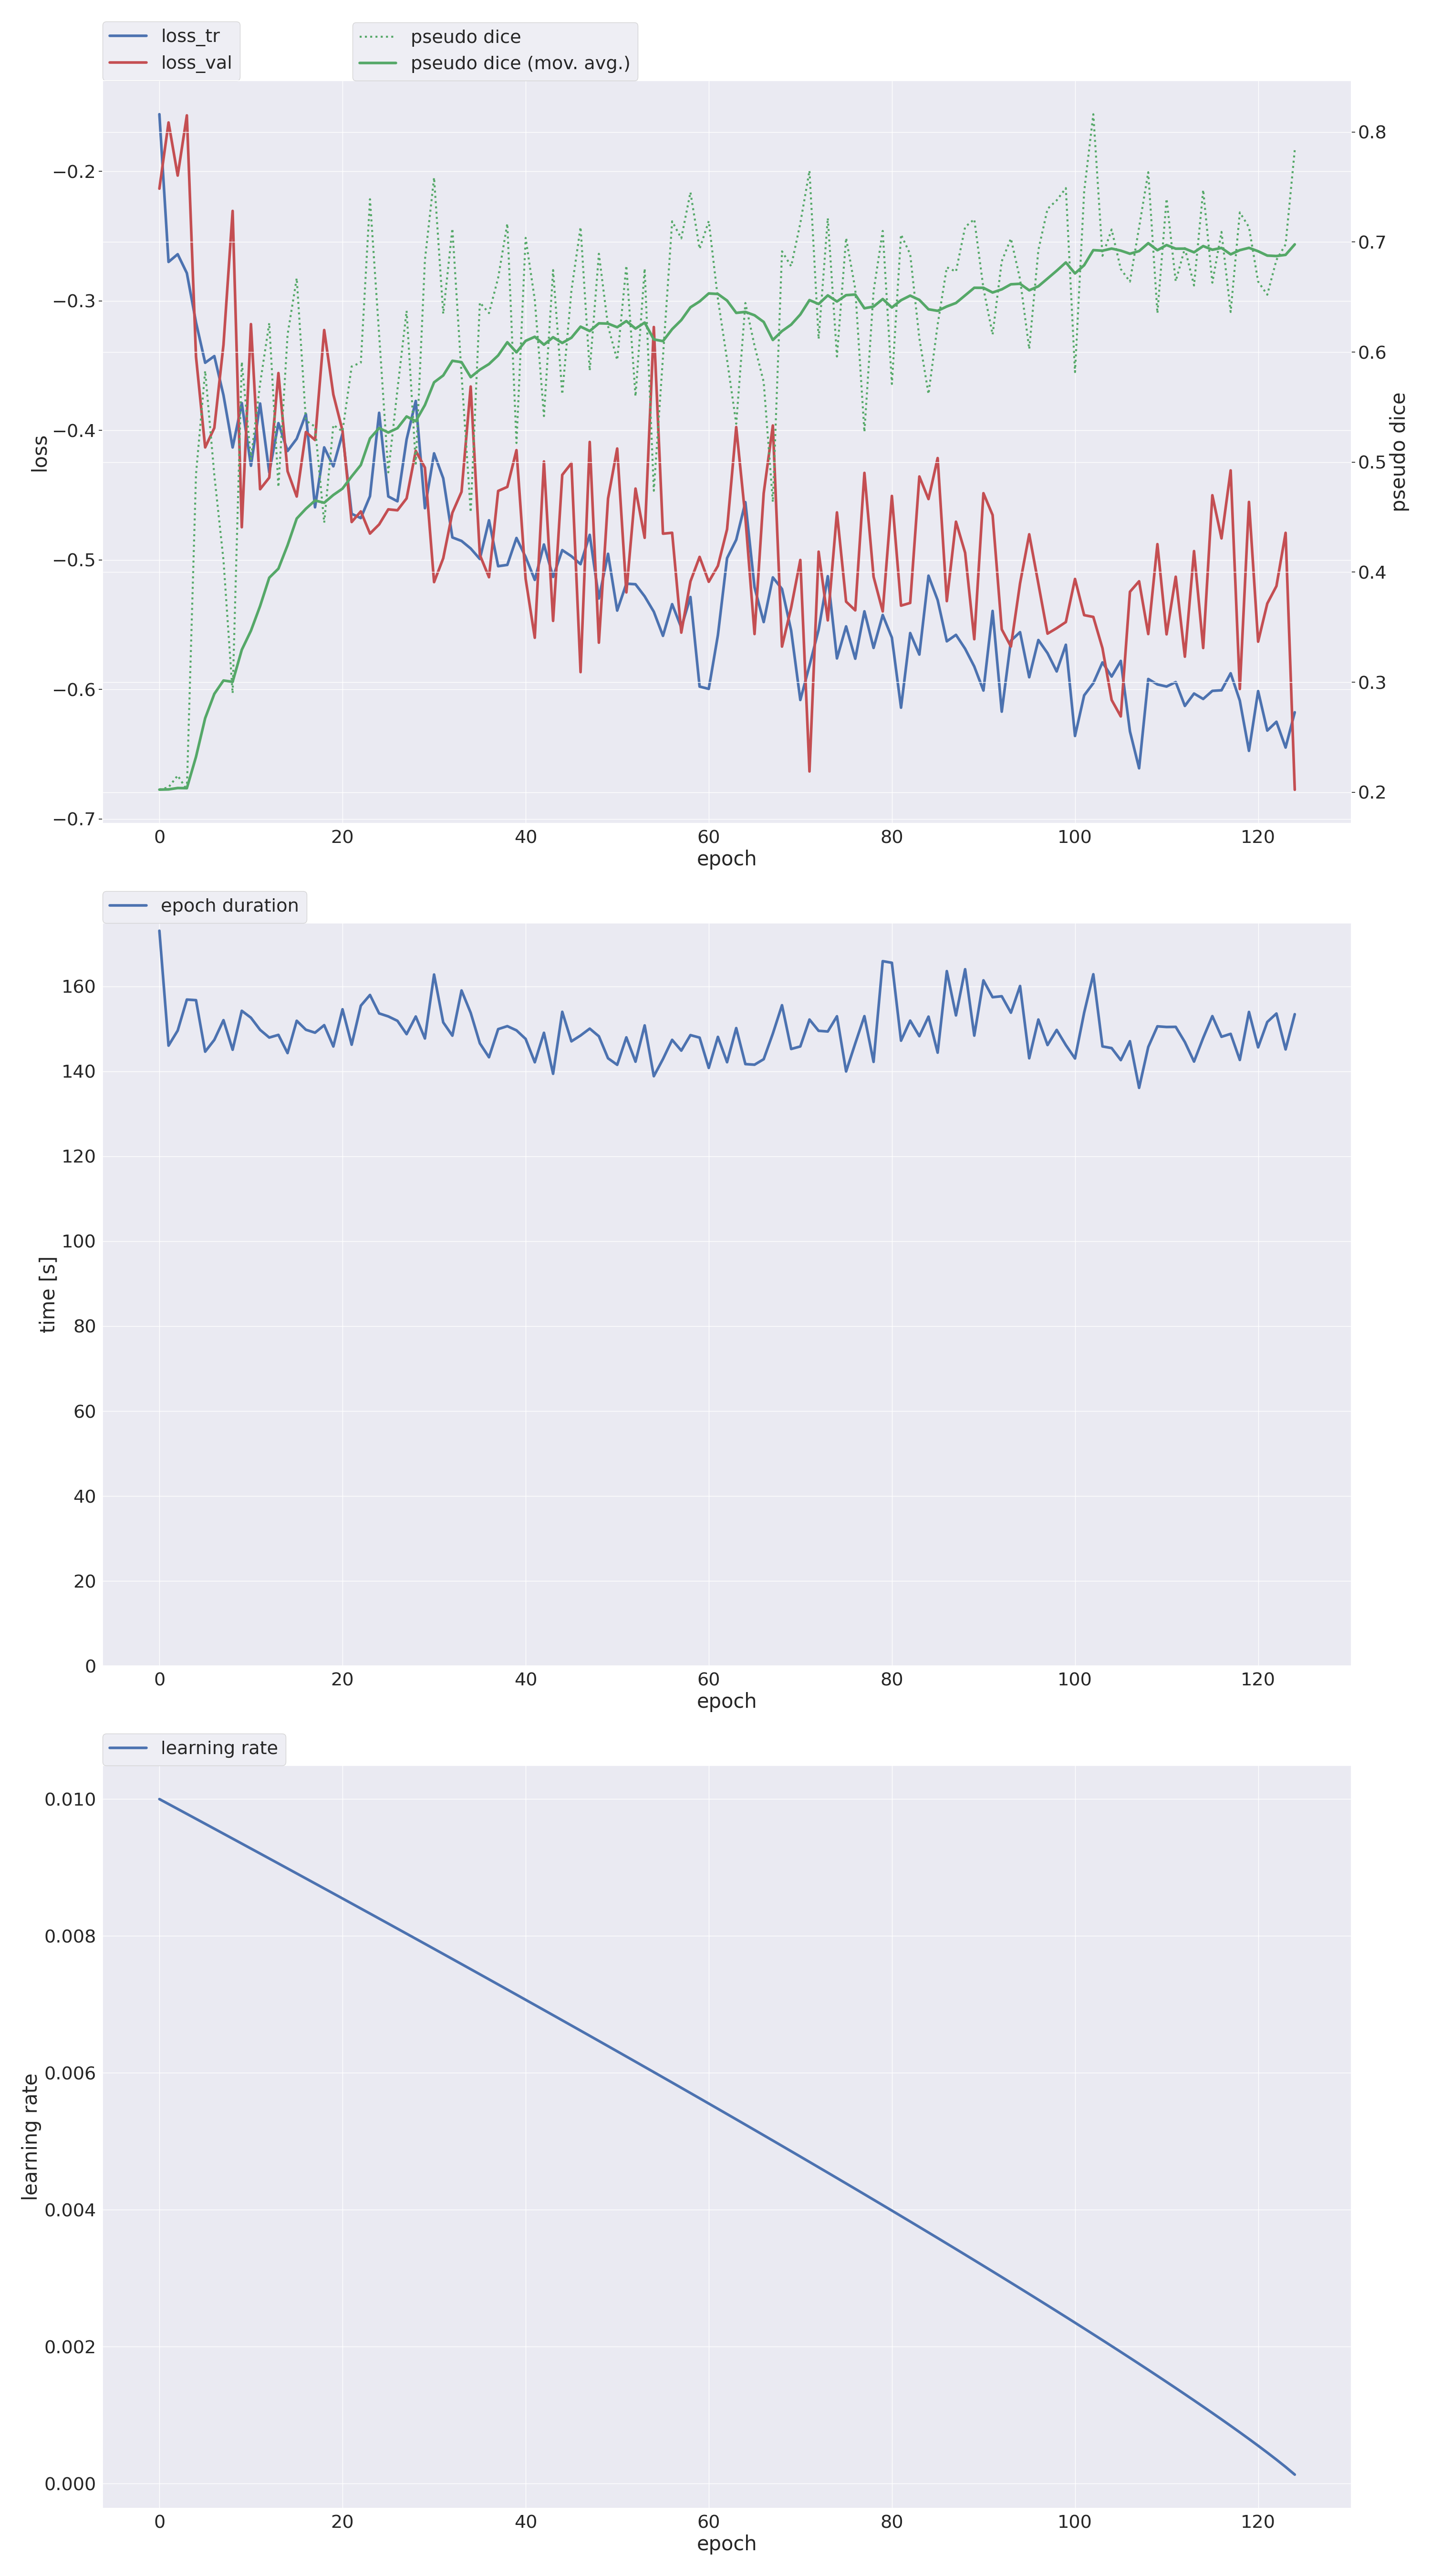 loss_tr
loss_val
pseudo dice
pseudo dice (mov. avg.)
−0.2
−0.3
−0.4
−0.5
−0.6
−0.7
loss
0.8
0.7
0.6
0.5
0.4
0.3
0.2
pseudo dice
0 20 40 60 80 100 120
epoch
epoch duration
160
140
120
100
80
60
40
20
0
time [s]
0 20 40 60 80 100 120
epoch
learning rate
0.010
0.008
0.006
0.004
0.002
0.000
learning rate
0 20 40 60 80 100 120
epoch